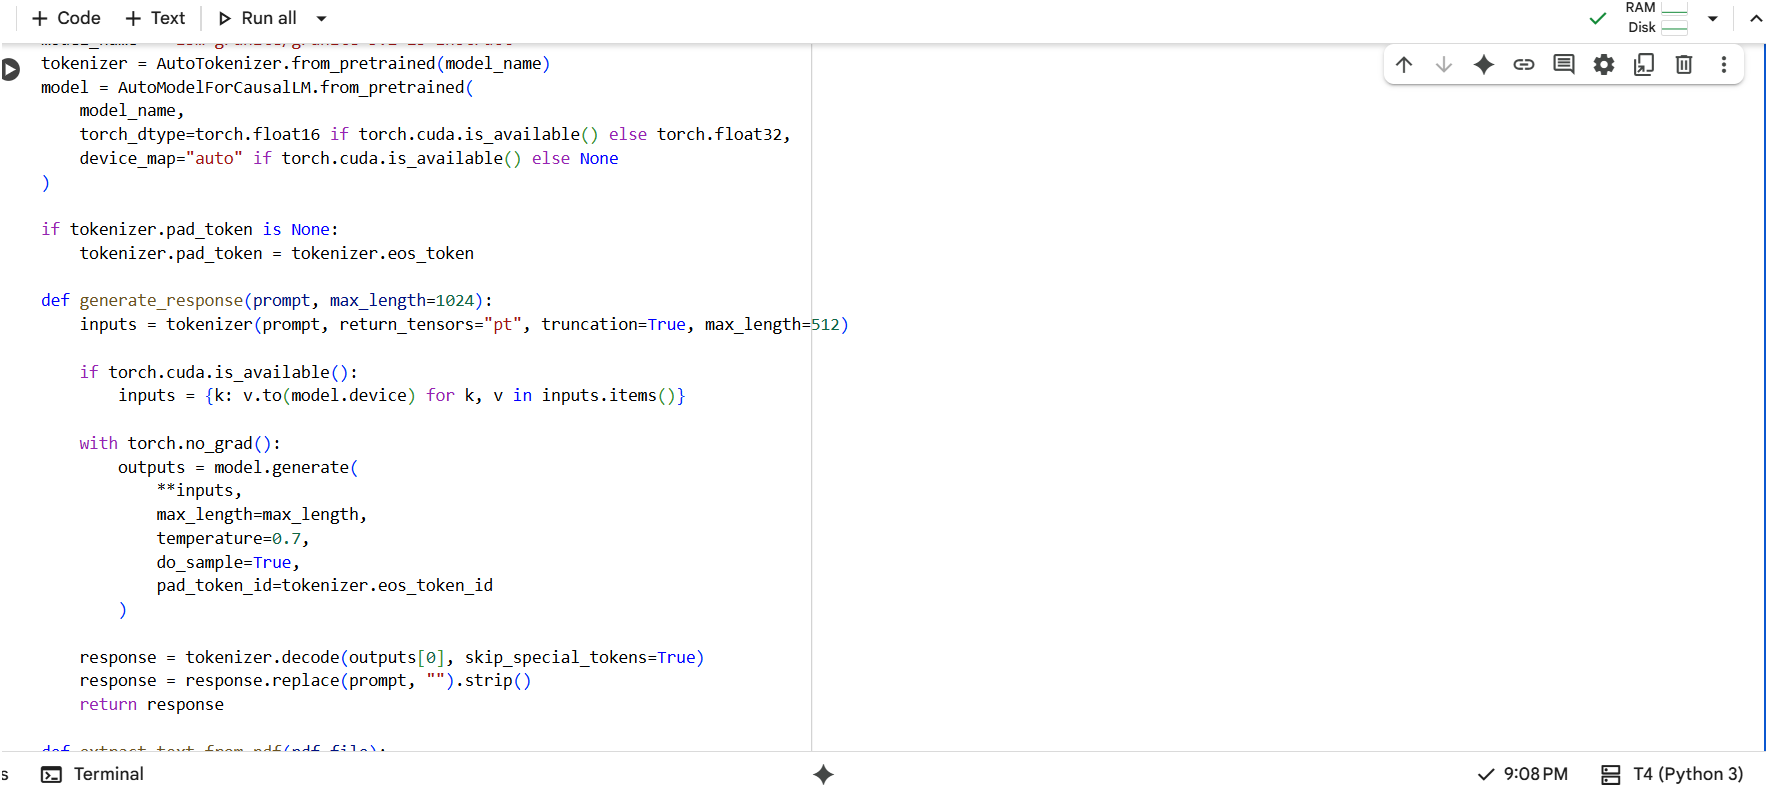 + Code + Text Run all
RAM
Disk
tokenizer = AutoTokenizer.from_pretrained(model_name)
model = AutoModelForCausalLM.from_pretrained(
    model_name,
    torch_dtype=torch.float16 if torch.cuda.is_available() else torch.float32,
    device_map="auto" if torch.cuda.is_available() else None
)
if tokenizer.pad_token is None:
    tokenizer.pad_token = tokenizer.eos_token
def generate_response(prompt, max_length=1024):
    inputs = tokenizer(prompt, return_tensors="pt", truncation=True, max_length=512)
    if torch.cuda.is_available():
        inputs = {k: v.to(model.device) for k, v in inputs.items()}
    with torch.no_grad():
        outputs = model.generate(
            **inputs,
            max_length=max_length,
            temperature=0.7,
            do_sample=True,
            pad_token_id=tokenizer.eos_token_id
        )
    response = tokenizer.decode(outputs[0], skip_special_tokens=True)
    response = response.replace(prompt, "").strip()
    return response
def extract_text_from_pdf(pdf_file):
s Terminal 9:08 PM T4 (Python 3)